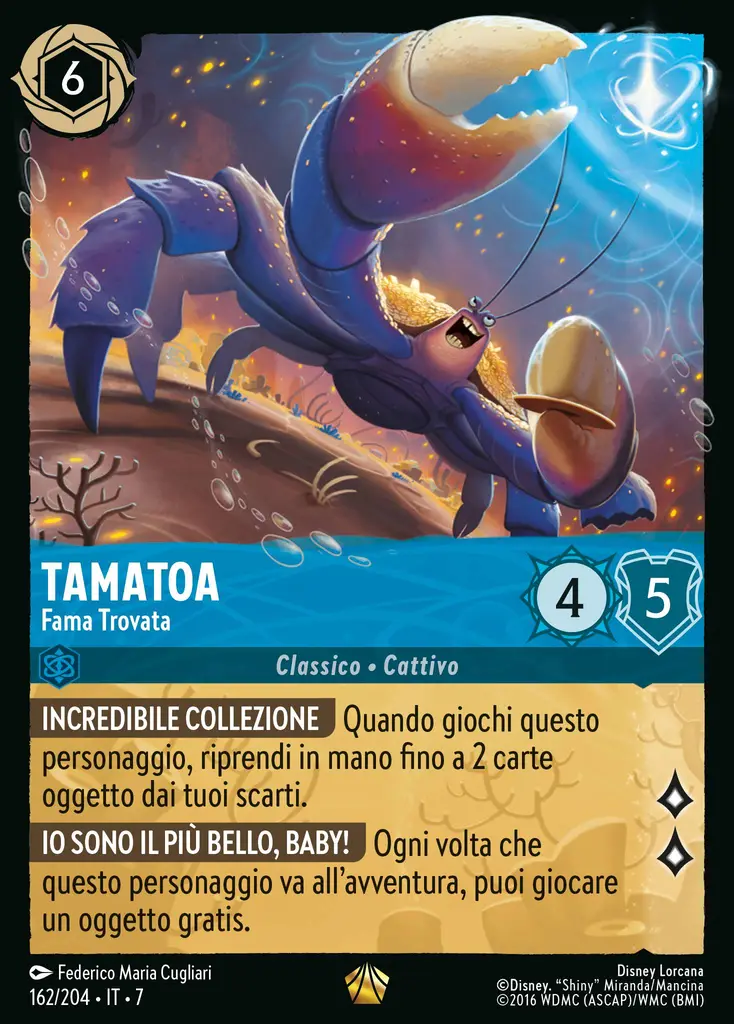 6
TAMATOA
Fama Trovata
4
5
Classico • Cattivo
INCREDIBILE COLLEZIONE Quando giochi questo
personaggio, riprendi in mano fino a 2 carte
oggetto dai tuoi scarti.
IO SONO IL PIÙ BELLO, BABY! Ogni volta che
questo personaggio va all'avventura, puoi giocare
un oggetto gratis.
Federico Maria Cugliari
162/204 • IT • 7
Disney Lorcana
©Disney. "Shiny" Miranda/Mancina
©2016 WDMC (ASCAP)/WMC (BMI)